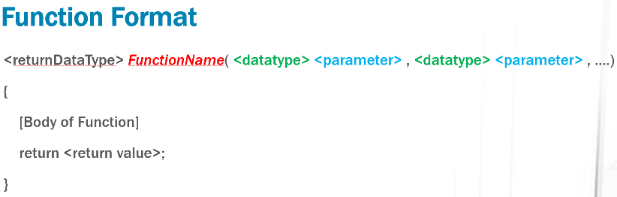 Function Format
<returnDataType> FunctionName( <datatype> <parameter> , <datatype> <parameter> , ....)
{
[Body of Function]
return <return value>;
}